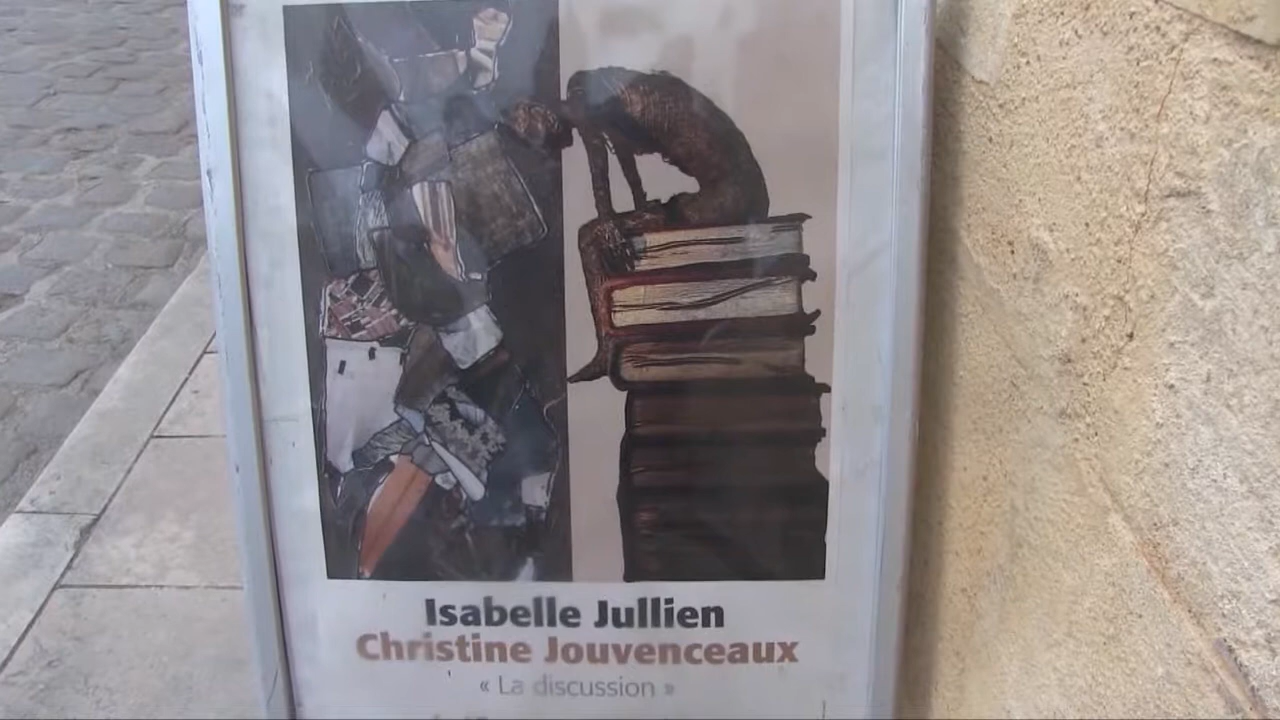 Isabelle Jullien
Christine Jouvenceaux
« La discussion »